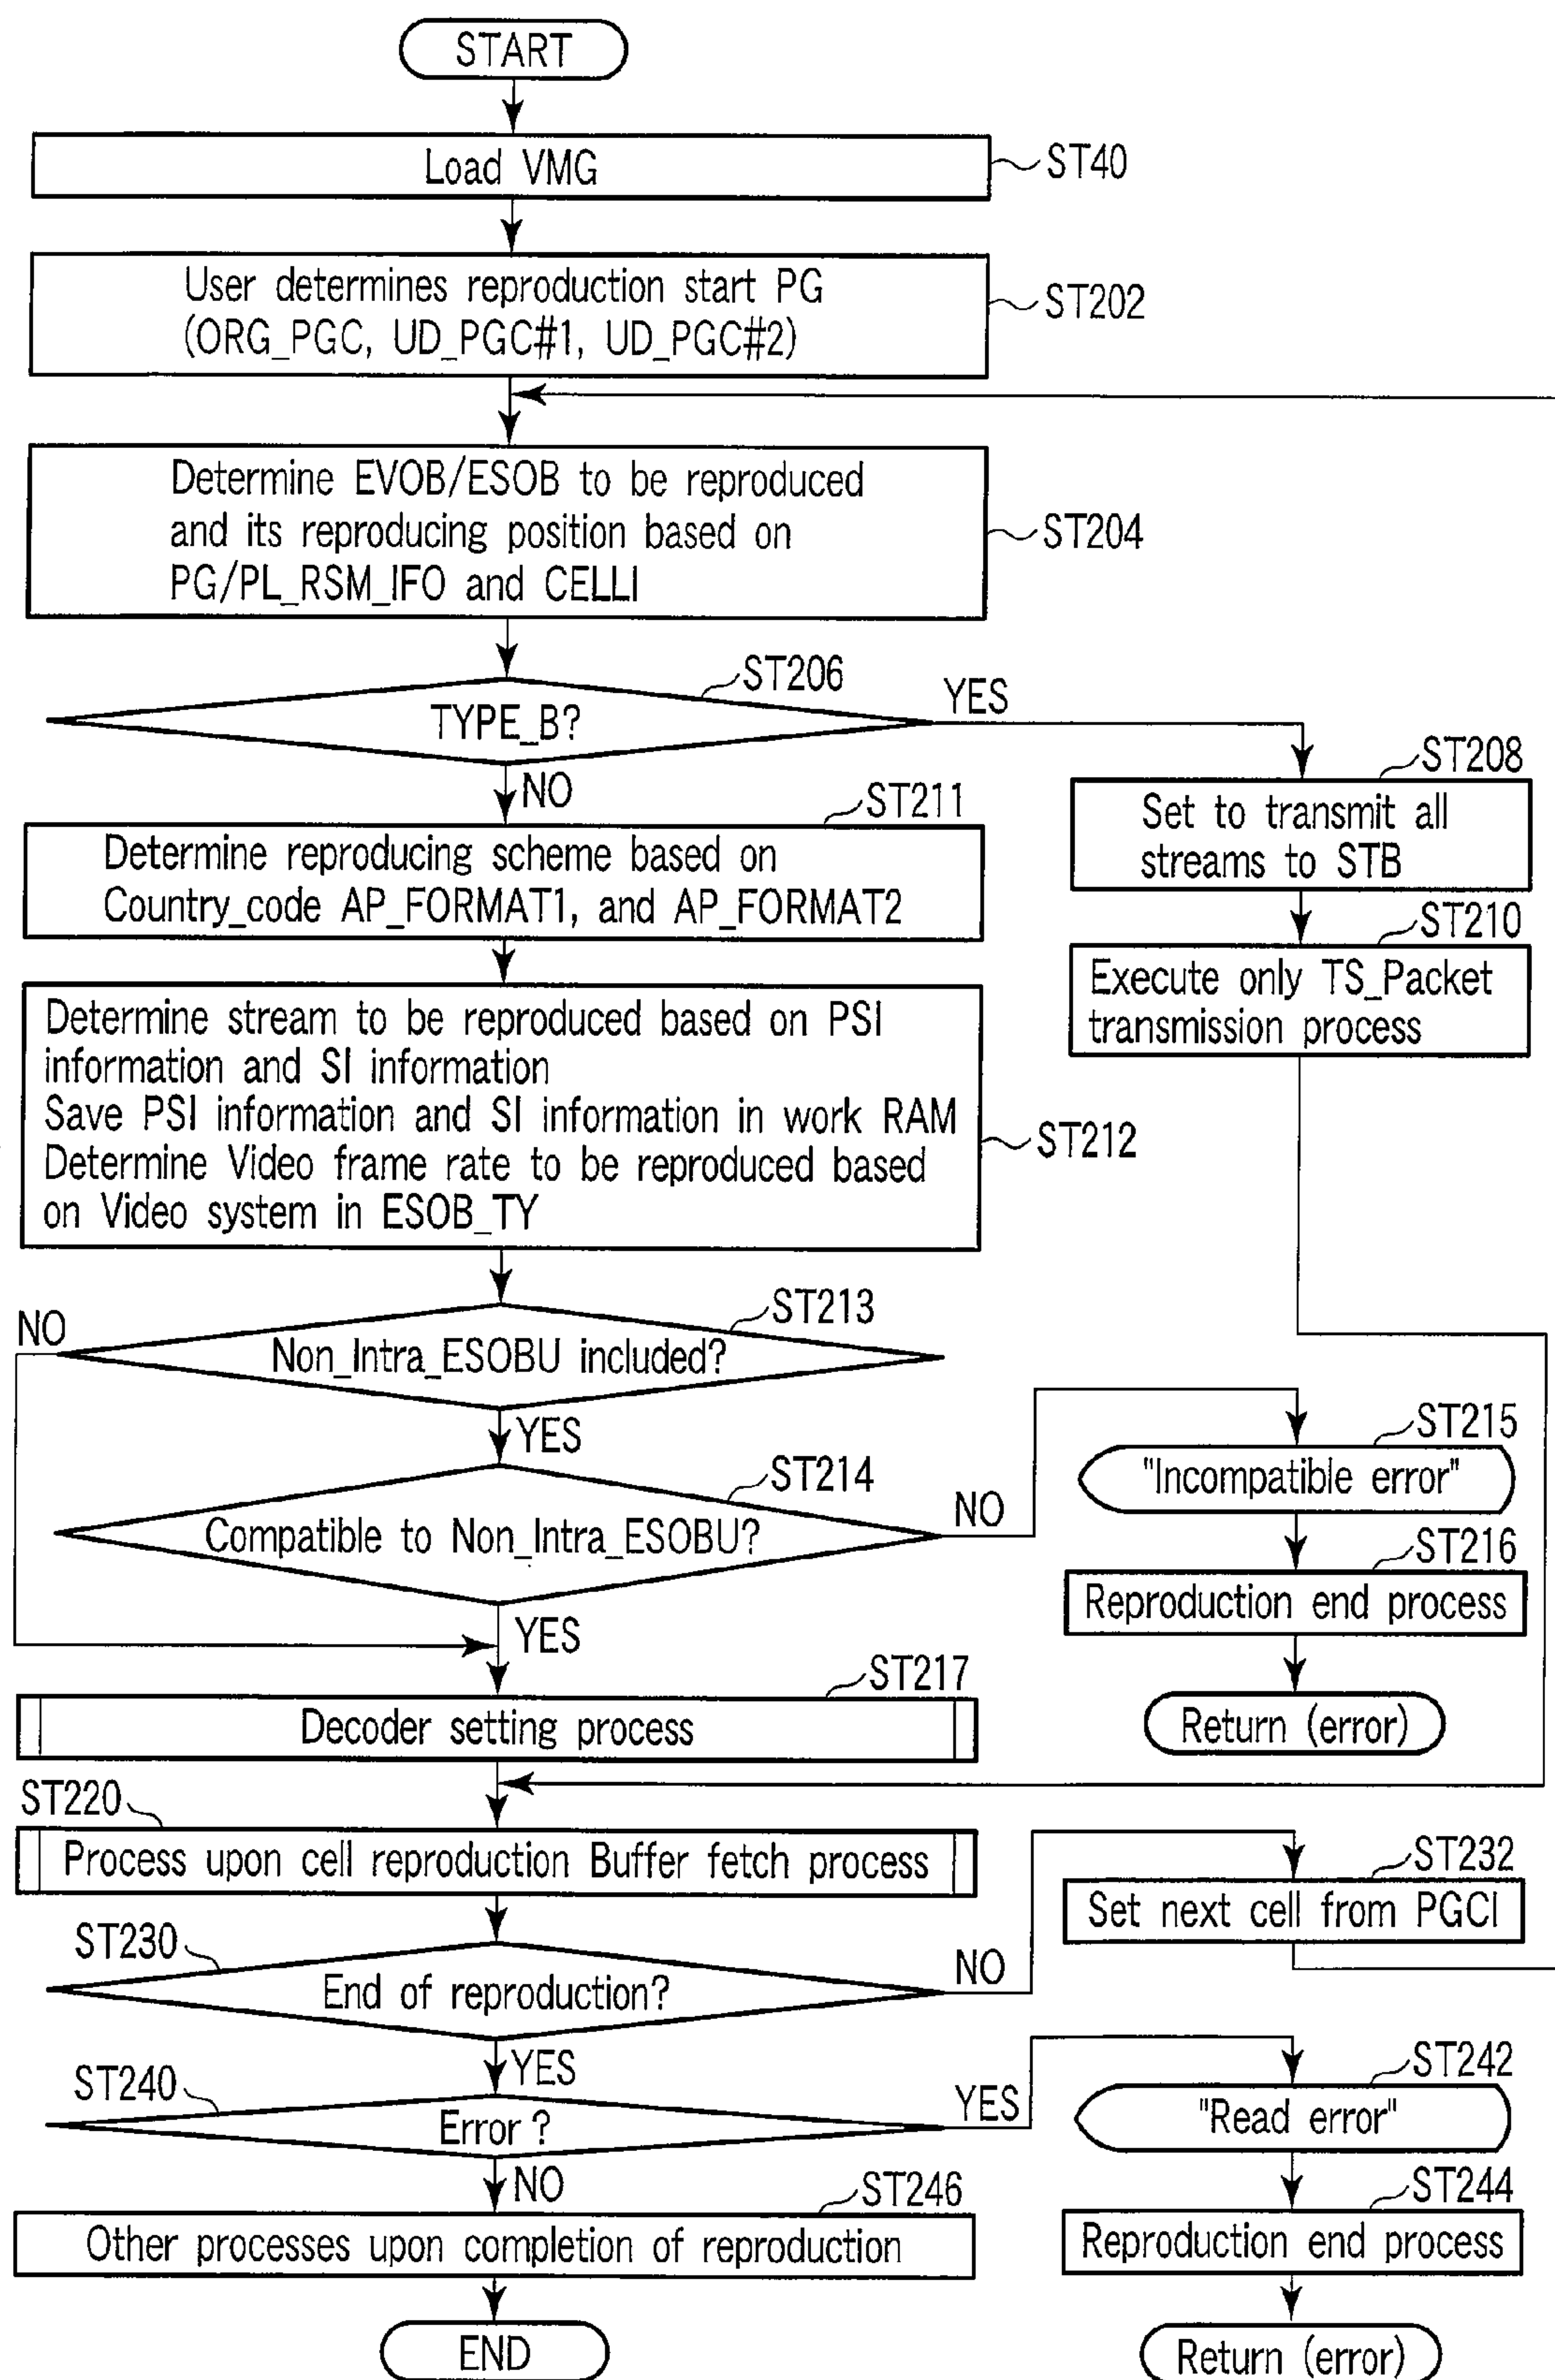 START
Load VMG
ST40
User determines reproduction start PG
(ORG_PGC, UD_PGC#1, UD_PGC#2)
ST202
Determine EVOB/ESOB to be reproduced
and its reproducing position based on
PG/PL_RSM_IFO and CELLI
ST204
ST206
TYPE_B?
YES
NO
ST208
Set to transmit all
streams to STB
ST211
Determine reproducing scheme based on
Country_code AP_FORMAT1, and AP_FORMAT2
ST210
Execute only TS_Packet
transmission process
Determine stream to be reproduced based on PSI
information and SI information
Save PSI information and SI information in work RAM
Determine Video frame rate to be reproduced based
on Video system in ESOB_TY
ST212
ST213
NO
Non_Intra_ESOBU included?
YES
ST214
Compatible to Non_Intra_ESOBU?
NO
YES
ST215
"Incompatible error"
ST216
Reproduction end process
Return (error)
ST217
Decoder setting process
ST220
Process upon cell reproduction Buffer fetch process
ST230
End of reproduction?
NO
YES
ST232
Set next cell from PGCI
ST240
Error ?
YES
NO
ST242
"Read error"
ST244
Reproduction end process
Return (error)
ST246
Other processes upon completion of reproduction
END